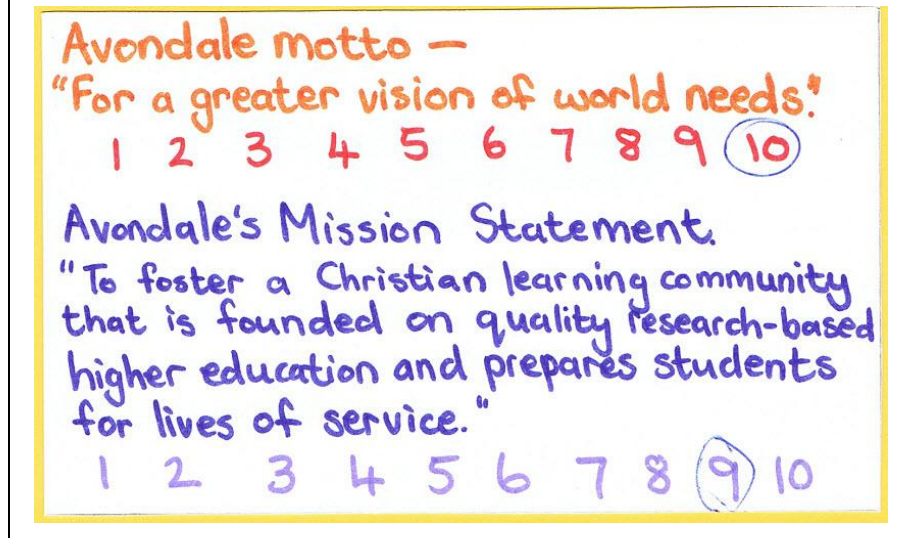 Avondale motto —
"For a greater vision of world needs."
1 2 3 4 5 6 7 8 9 10
Avondale's Mission Statement.
"To foster a Christian learning community
that is founded on quality research-based
higher education and prepares students
for lives of service."
1 2 3 4 5 6 7 8 9 10